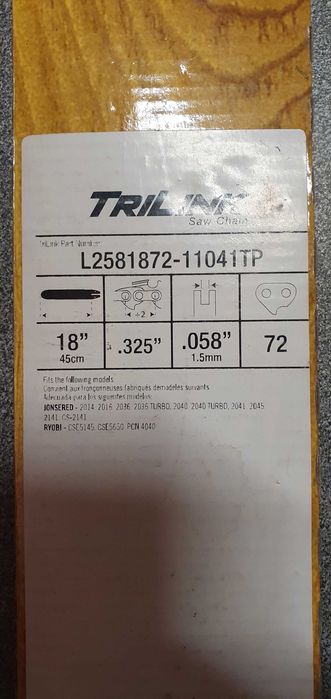 TRILINK
Saw Chain
TriLink Part Number:
L2581872-11041TP
÷2
18" .325" .058" 72
45cm 1.5mm
Fits the following models
Convient aux tronçonneuses fabriqués demadeles suivants
Adecuada para los siguientes modelos:
JONSERED - 2014, 2016, 2036, 2036 TURBO, 2040, 2040 TURBO, 2041, 2045,
2141, CS-2141
RYOBI - CSE5145, PCN 4040